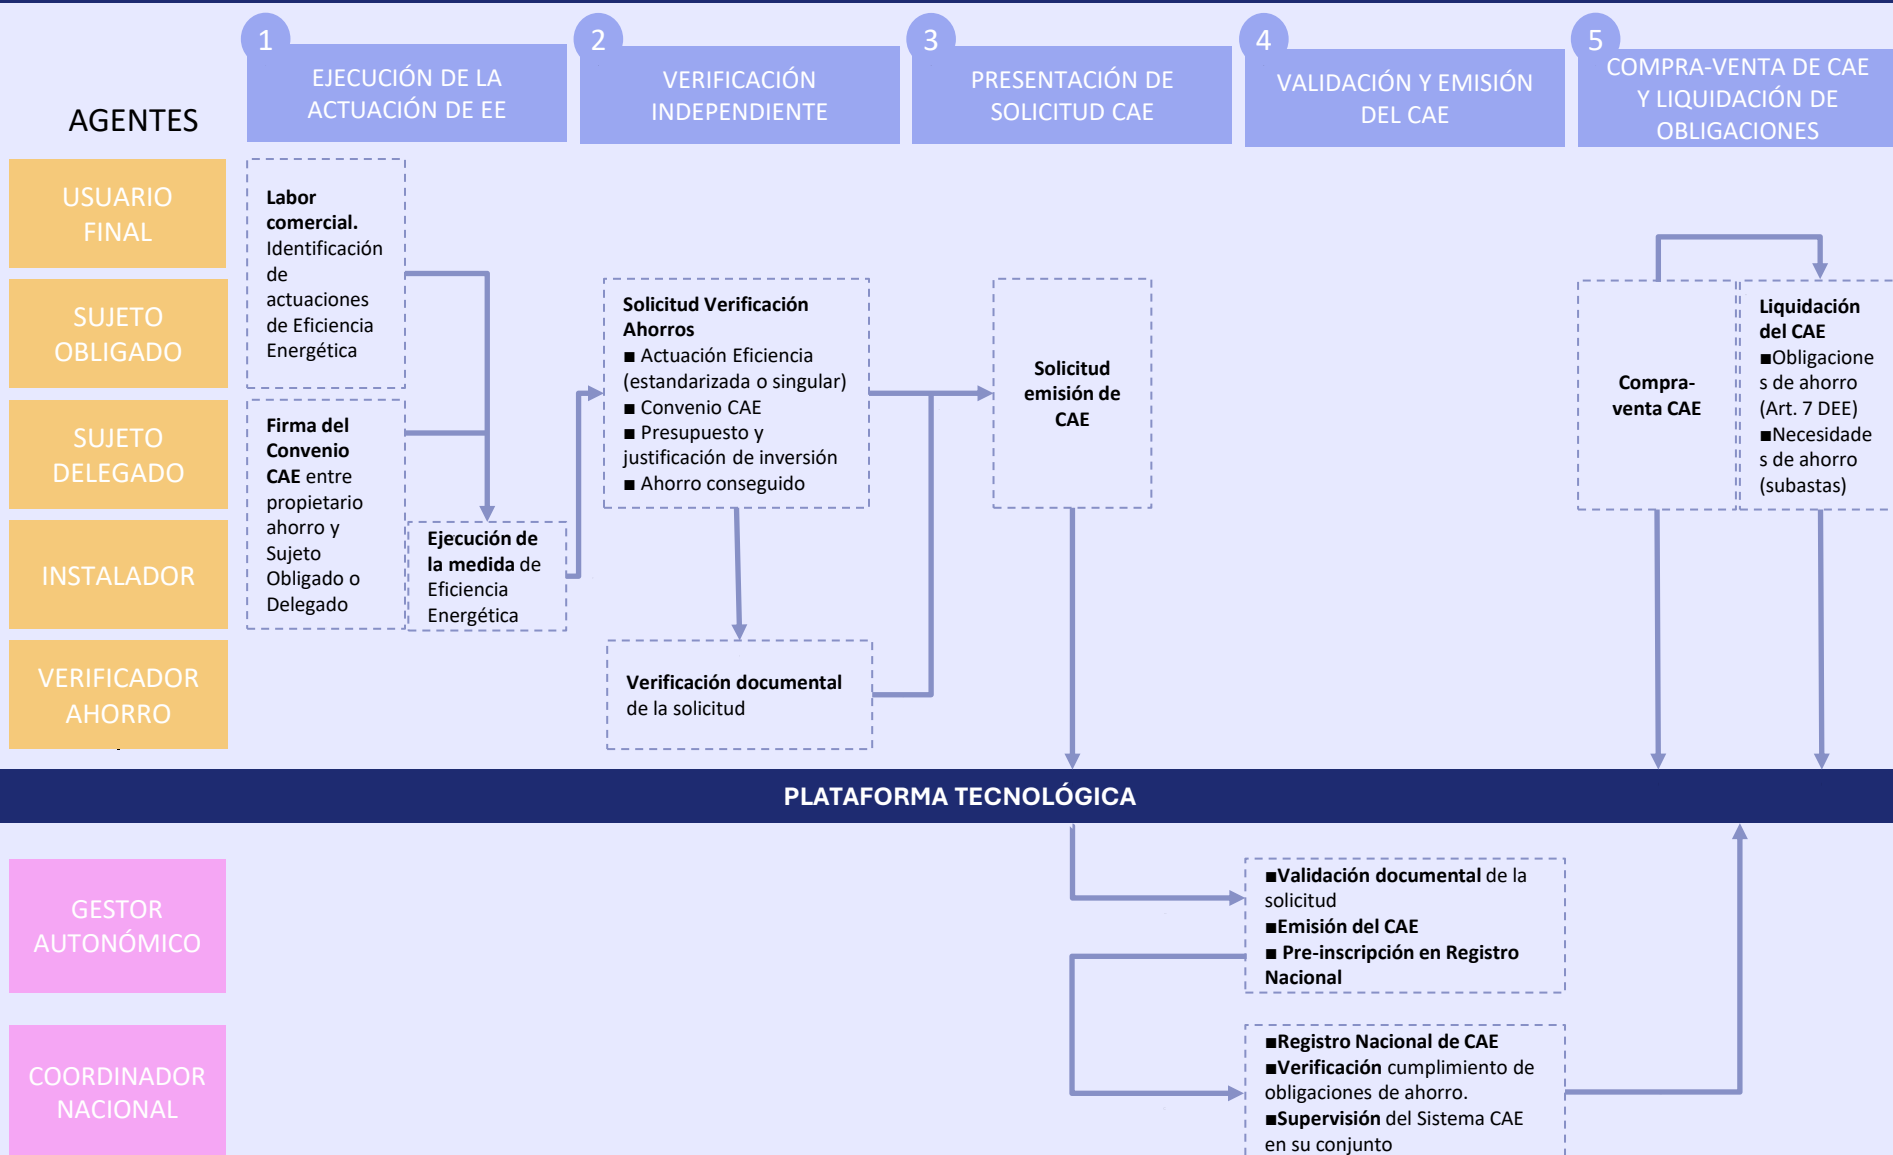 1
2
3
4
5
EJECUCIÓN DE LA
ACTUACIÓN DE EE
VERIFICACIÓN
INDEPENDIENTE
PRESENTACIÓN DE
SOLICITUD CAE
VALIDACIÓN Y EMISIÓN
DEL CAE
COMPRA-VENTA DE CAE
Y LIQUIDACIÓN DE
OBLIGACIONES
AGENTES
USUARIO
FINAL
SUJETO
OBLIGADO
SUJETO
DELEGADO
INSTALADOR
VERIFICADOR
AHORRO
Labor
comercial.
Identificación
de
actuaciones
de Eficiencia
Energética
Firma del
Convenio
CAE entre
propietario
ahorro y
Sujeto
Obligado o
Delegado
Ejecución de
la medida de
Eficiencia
Energética
Solicitud Verificación
Ahorros
■ Actuación Eficiencia
(estandarizada o singular)
■ Convenio CAE
■ Presupuesto y
justificación de inversión
■ Ahorro conseguido
Verificación documental
de la solicitud
Solicitud
emisión de
CAE
Compra-
venta CAE
Liquidación
del CAE
■Obligacione
s de ahorro
(Art. 7 DEE)
■Necesidade
s de ahorro
(subastas)
PLATAFORMA TECNOLÓGICA
GESTOR
AUTONÓMICO
■Validación documental de la
solicitud
■Emisión del CAE
■ Pre-inscripción en Registro
Nacional
COORDINADOR
NACIONAL
■Registro Nacional de CAE
■Verificación cumplimiento de
obligaciones de ahorro.
■Supervisión del Sistema CAE
en su conjunto